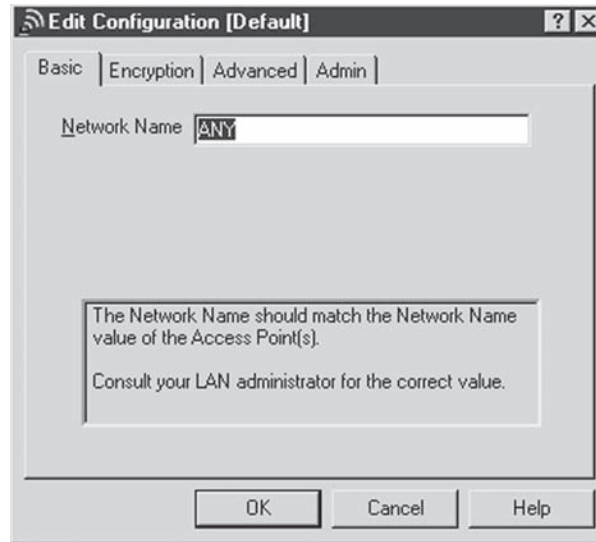 Edit Configuration [Default]
? X
Basic Encryption Advanced Admin
Network Name ANY
The Network Name should match the Network Name
value of the Access Point(s).
Consult your LAN administrator for the correct value.
OK Cancel Help